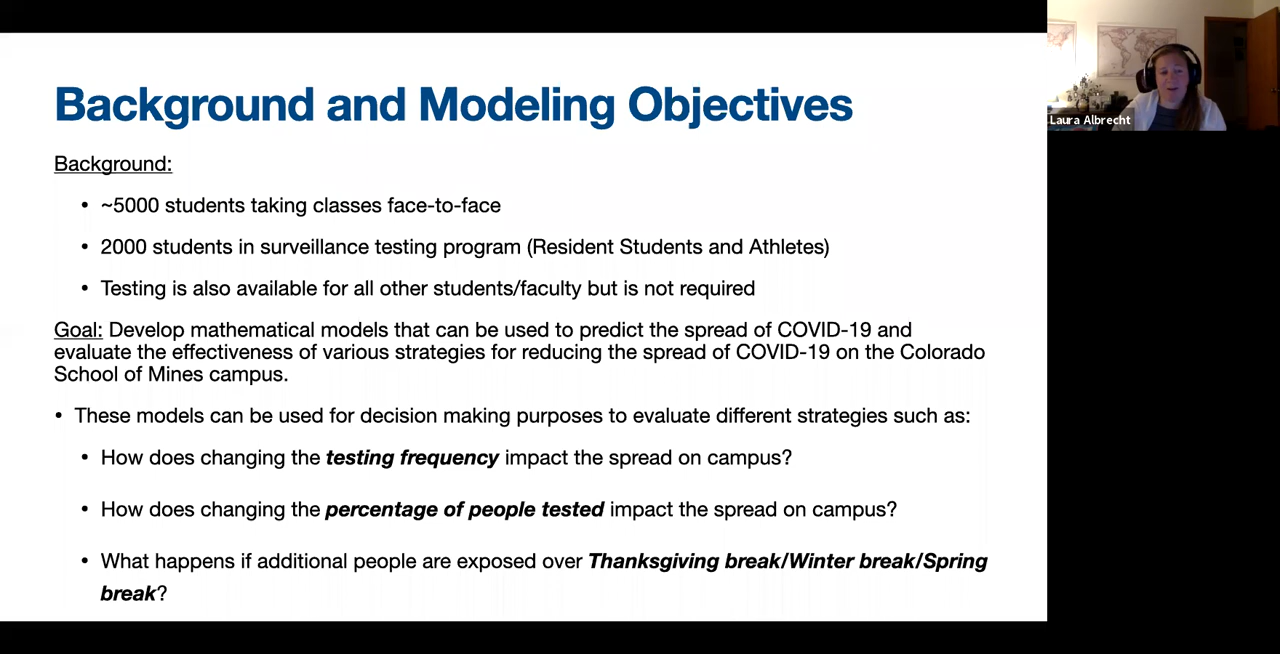 Background and Modeling Objectives
Background:
• ~5000 students taking classes face-to-face
• 2000 students in surveillance testing program (Resident Students and Athletes)
• Testing is also available for all other students/faculty but is not required
Goal: Develop mathematical models that can be used to predict the spread of COVID-19 and
evaluate the effectiveness of various strategies for reducing the spread of COVID-19 on the Colorado
School of Mines campus.
• These models can be used for decision making purposes to evaluate different strategies such as:
• How does changing the testing frequency impact the spread on campus?
• How does changing the percentage of people tested impact the spread on campus?
• What happens if additional people are exposed over Thanksgiving break/Winter break/Spring
break?
Laura Albrecht